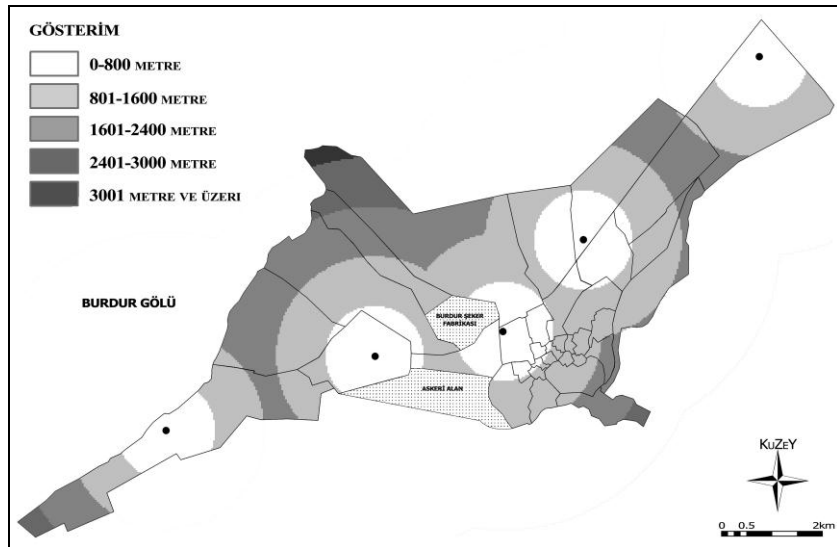 GÖSTERİM
0-800 METRE
801-1600 METRE
1601-2400 METRE
2401-3000 METRE
3001 METRE VE ÜZERI
BURDUR GÖLÜ
BURDUR ŞEKER
FABRİKASI
ASKERİ ALAN
KuZeY
0 0.5 2km